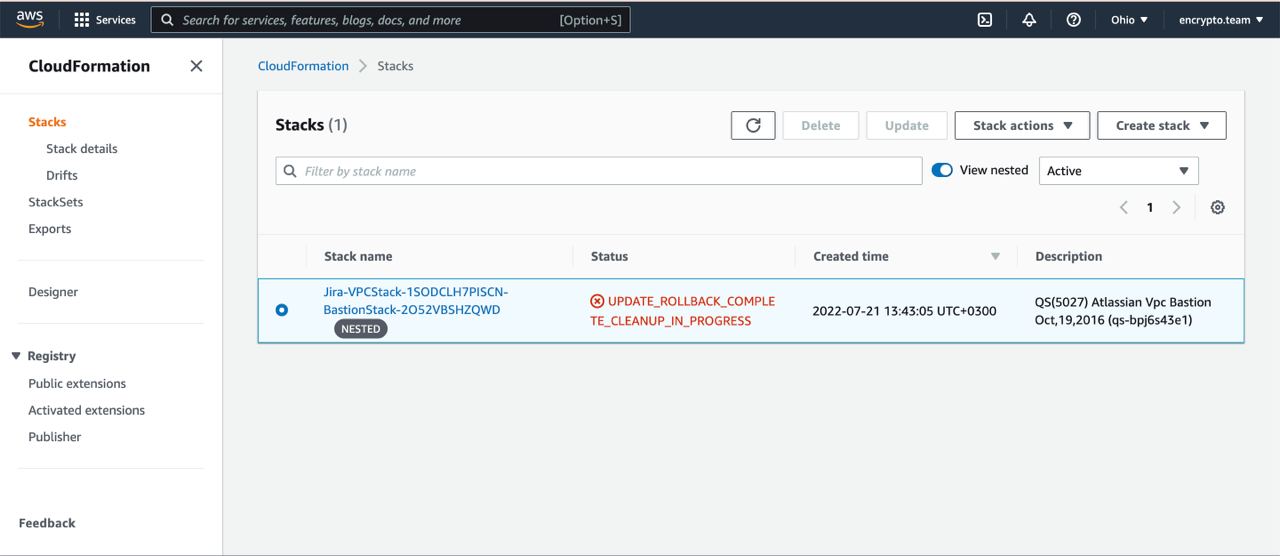 aws
Services
Search for services, features, blogs, docs, and more
[Option+S]
Ohio
encrypto.team
CloudFormation
Stacks
Stack details
Drifts
StackSets
Exports
Designer
Registry
Public extensions
Activated extensions
Publisher
Feedback
CloudFormation
Stacks
Stacks (1)
Delete
Update
Stack actions
Create stack
Filter by stack name
View nested
Active
1
Stack name
Status
Created time
Description
Jira-VPCStack-1SODCLH7PISCN-
BastionStack-2O52VBSHZQWD
NESTED
UPDATE_ROLLBACK_COMPLE
TE_CLEANUP_IN_PROGRESS
2022-07-21 13:43:05 UTC+0300
QS(5027) Atlassian Vpc Bastion
Oct,19,2016 (qs-bpj6s43e1)